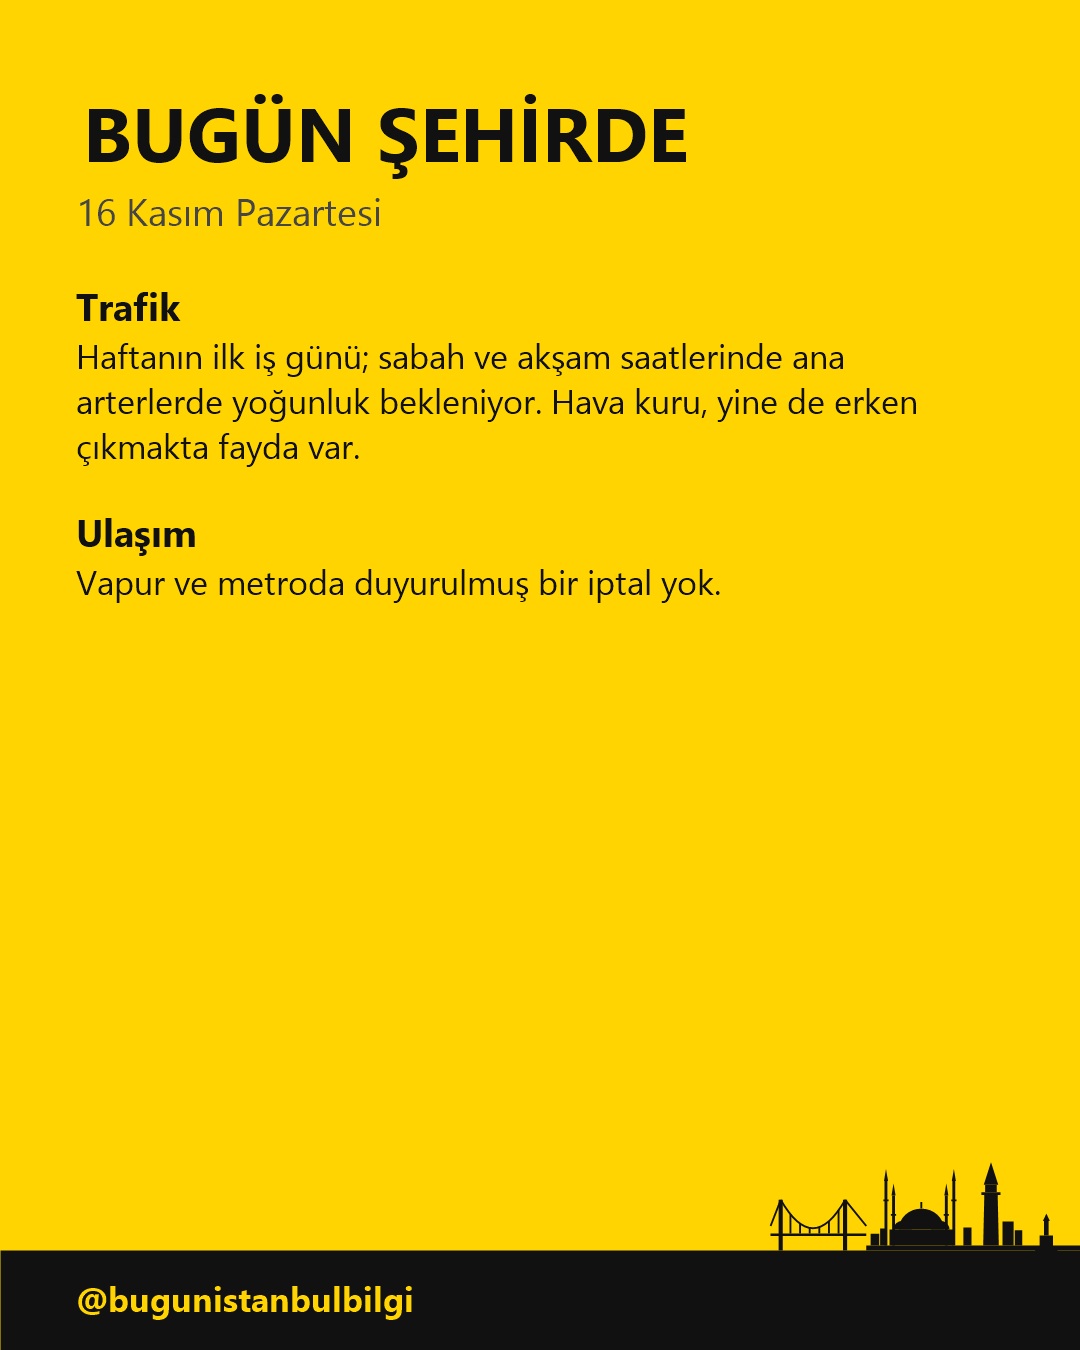 BUGÜN ŞEHİRDE
16 Kasım Pazartesi
Trafik
Haftanın ilk iş günü; sabah ve akşam saatlerinde ana
arterlerde yoğunluk bekleniyor. Hava kuru, yine de erken
çıkmakta fayda var.
Ulaşım
Vapur ve metroda duyurulmuş bir iptal yok.
@bugunistanbulbilgi